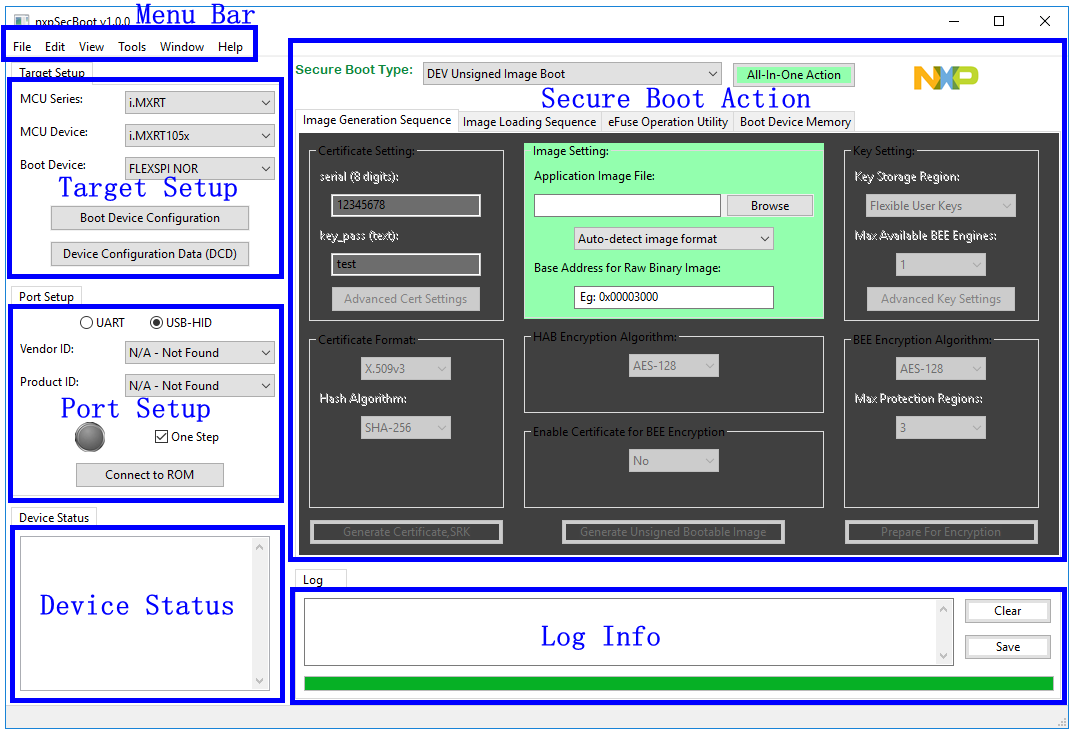 nxpSecBoot v1.0.0
Menu Bar
File Edit View Tools Window Help
Target Setup
MCU Series: i.MXRT
MCU Device: i.MXRT105x
Boot Device: FLEXSPI NOR
Target Setup
Boot Device Configuration
Device Configuration Data (DCD)
Port Setup
UART USB-HID
Vendor ID: N/A - Not Found
Product ID: N/A - Not Found
Port Setup
One Step
Connect to ROM
Device Status
Device Status
Secure Boot Type: DEV Unsigned Image Boot All-In-One Action NXP
Secure Boot Action
Image Generation Sequence Image Loading Sequence eFuse Operation Utility Boot Device Memory
Certificate Setting:
serial (8 digits):
12345678
key_pass (text):
test
Advanced Cert Settings
Certificate Format:
X.509v3
Hash Algorithm:
SHA-256
Generate Certificate,SRK
Image Setting:
Application Image File:
Browse
Auto-detect image format
Base Address for Raw Binary Image:
Eg: 0x00003000
HAB Encryption Algorithm:
AES-128
Enable Certificate for BEE Encryption
No
Generate Unsigned Bootable Image
Key Setting:
Key Storage Region:
Flexible User Keys
Max Available BEE Engines:
1
Advanced Key Settings
BEE Encryption Algorithm:
AES-128
Max Protection Regions:
3
Prepare For Encryption
Log
Log Info
Clear
Save